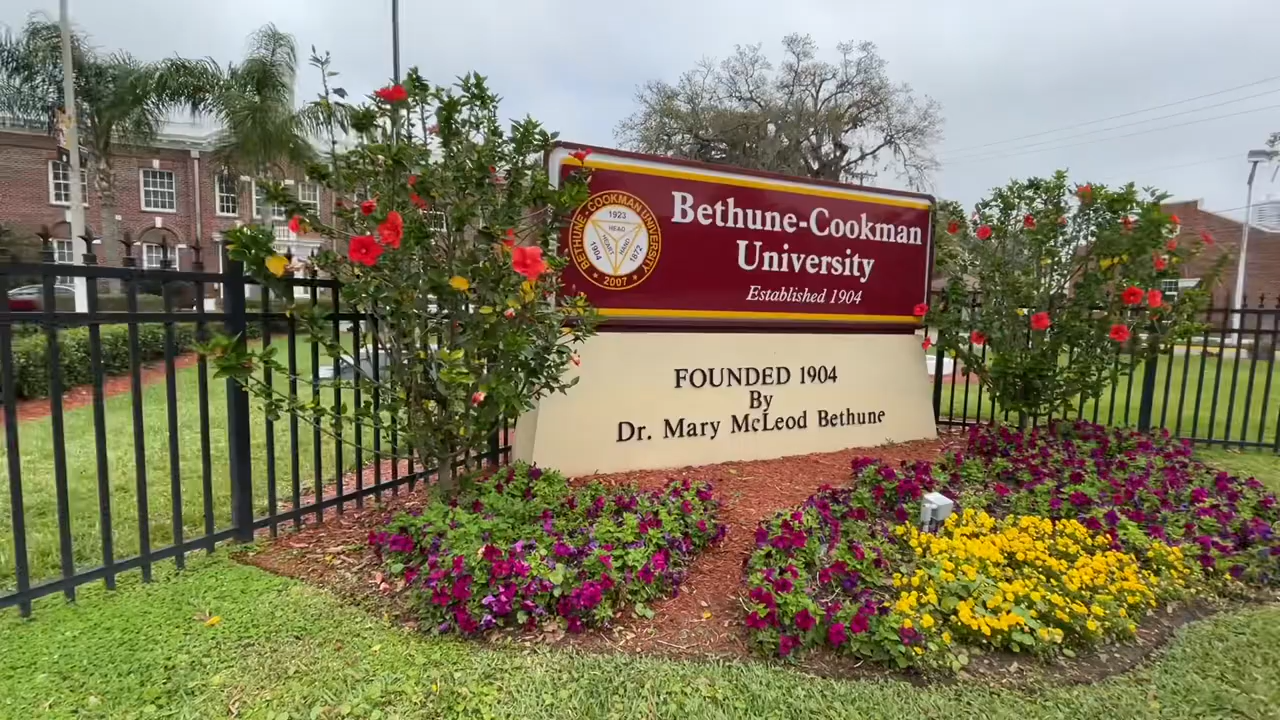 BETHUNE-COOKMAN UNIVERSITY
1923
HEAD
HEART
HAND
1904
1872
2007
Bethune-Cookman
University
Established 1904
FOUNDED 1904
By
Dr. Mary McLeod Bethune